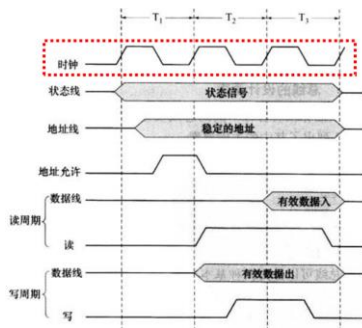 T₁ T₂ T₃
时钟
状态线 状态信号
地址线 稳定的地址
地址允许
读周期 数据线 有效数据入
读
写周期 数据线 有效数据出
写